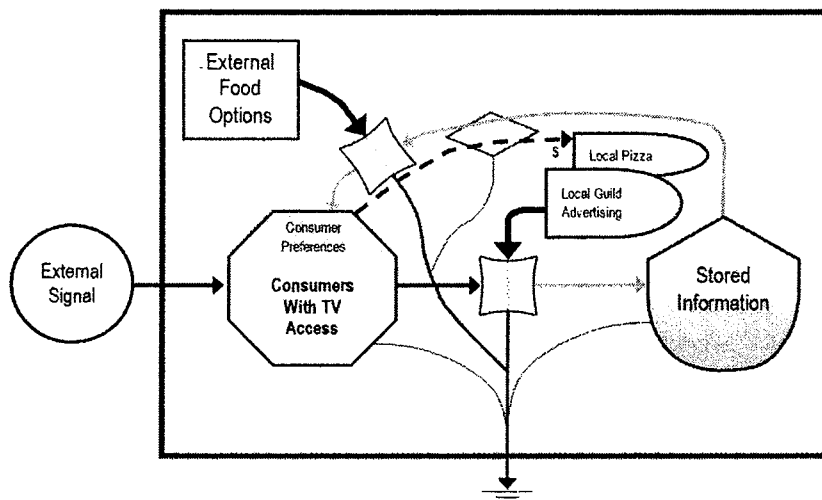 External
Food
Options
$
Local Pizza
Local Guild
Advertising
Consumer
Preferences
Consumers
With TV
Access
External
Signal
Stored
Information